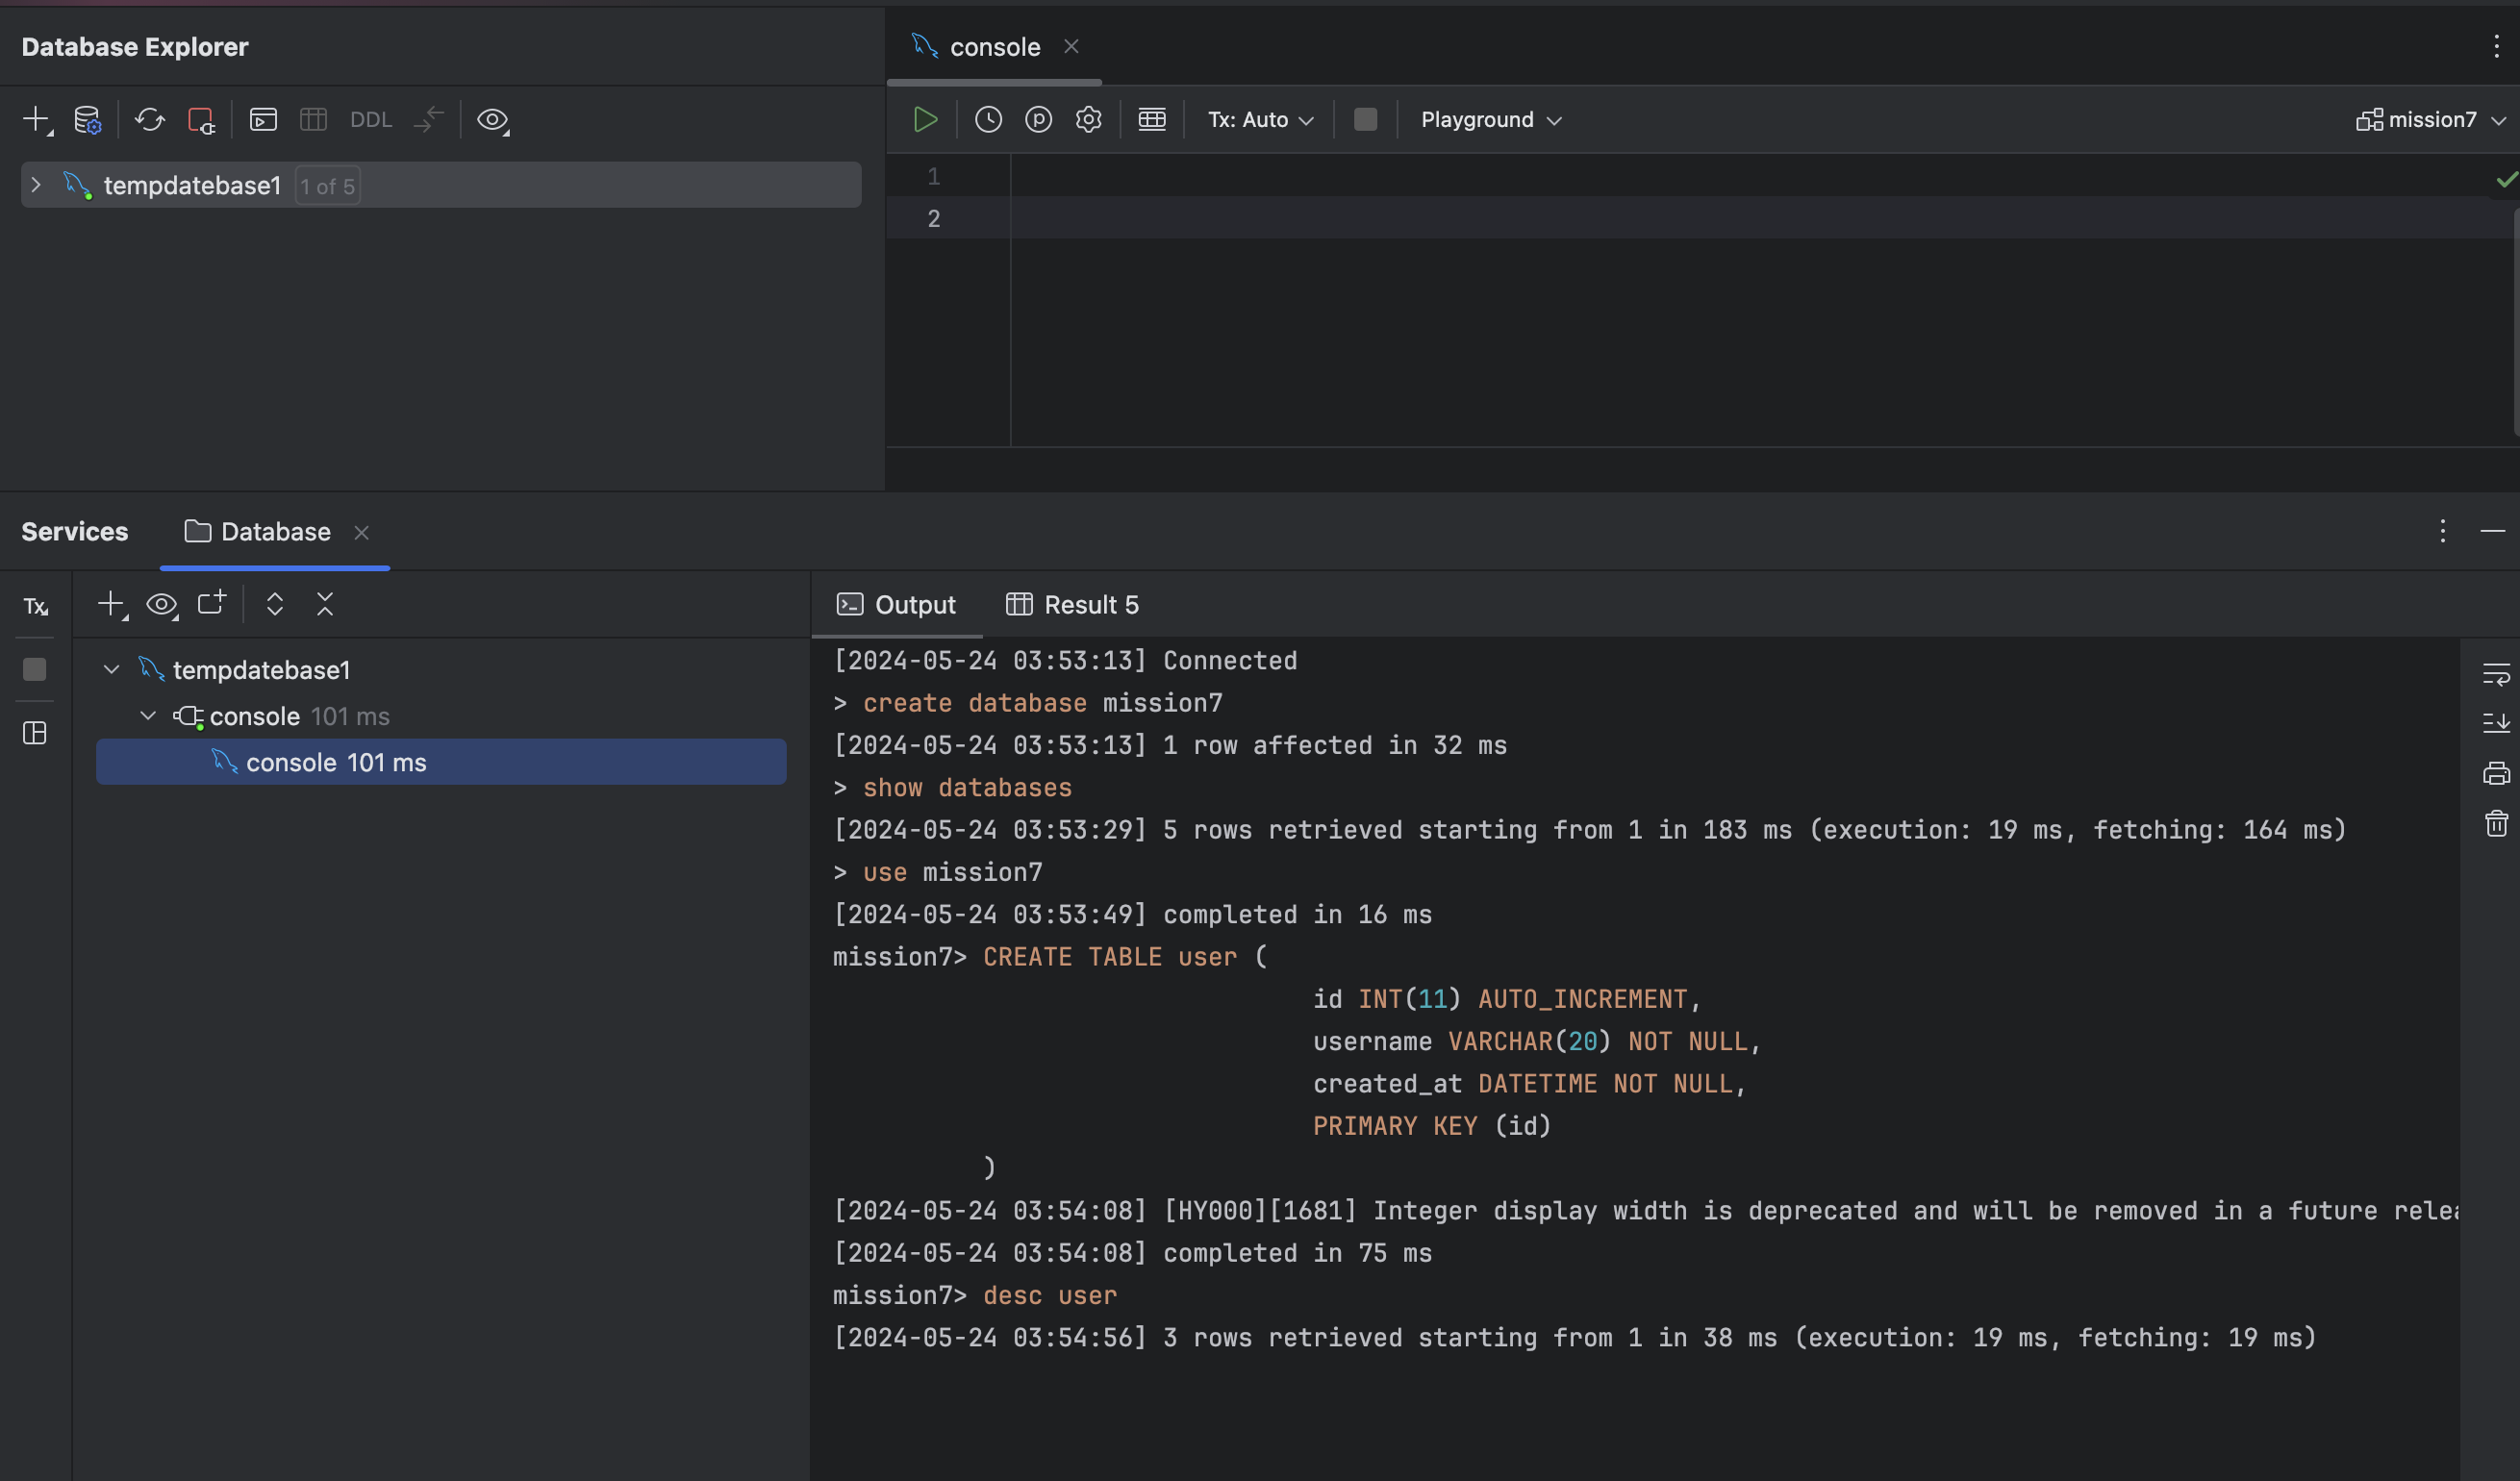 Database Explorer
DDL
tempdatebase1 1 of 5
console
Tx: Auto
Playground
mission7
1
2
Services
Database
Tx
tempdatebase1
console 101 ms
console 101 ms
Output
Result 5
[2024-05-24 03:53:13] Connected
> create database mission7
[2024-05-24 03:53:13] 1 row affected in 32 ms
> show databases
[2024-05-24 03:53:29] 5 rows retrieved starting from 1 in 183 ms (execution: 19 ms, fetching: 164 ms)
> use mission7
[2024-05-24 03:53:49] completed in 16 ms
mission7> CREATE TABLE user (
id INT(11) AUTO_INCREMENT,
username VARCHAR(20) NOT NULL,
created_at DATETIME NOT NULL,
PRIMARY KEY (id)
)
[2024-05-24 03:54:08] [HY000][1681] Integer display width is deprecated and will be removed in a future
[2024-05-24 03:54:08] completed in 75 ms
mission7> desc user
[2024-05-24 03:54:56] 3 rows retrieved starting from 1 in 38 ms (execution: 19 ms, fetching: 19 ms)